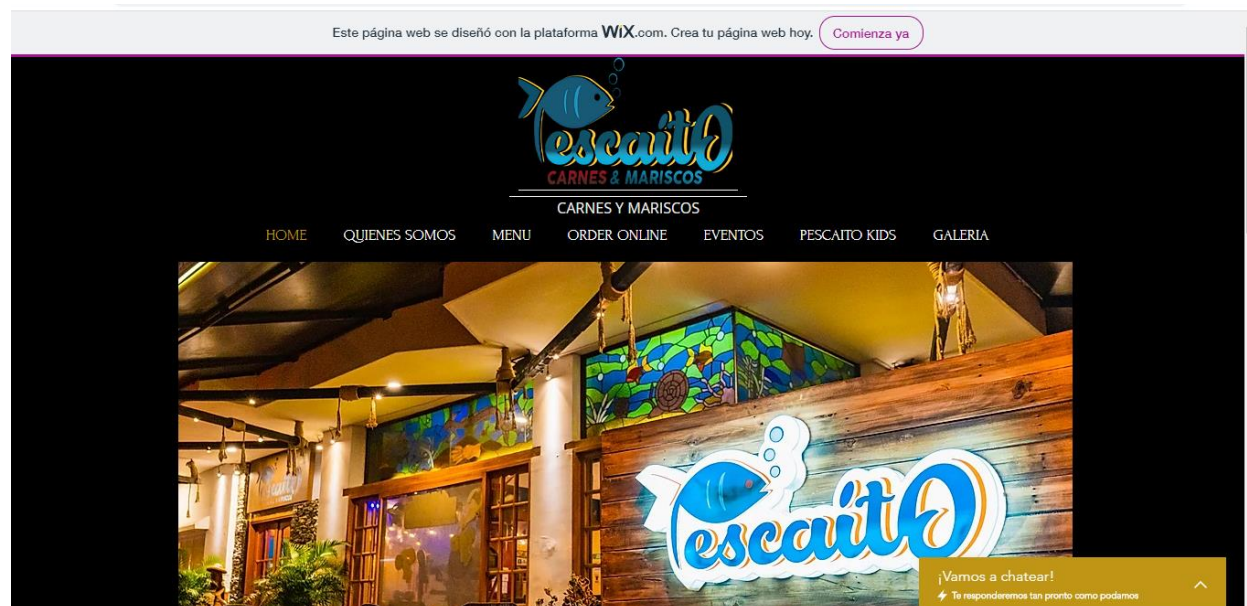 Este página web se diseñó con la plataforma WiX.com. Crea tu página web hoy. Comienza ya
Pescaito
CARNES & MARISCOS
CARNES Y MARISCOS
HOME QUIENES SOMOS MENU ORDER ONLINE EVENTOS PESCAITO KIDS GALERIA
Pescaito
Pescaito
¡Vamos a chatear!
Te responderemos tan pronto como podamos